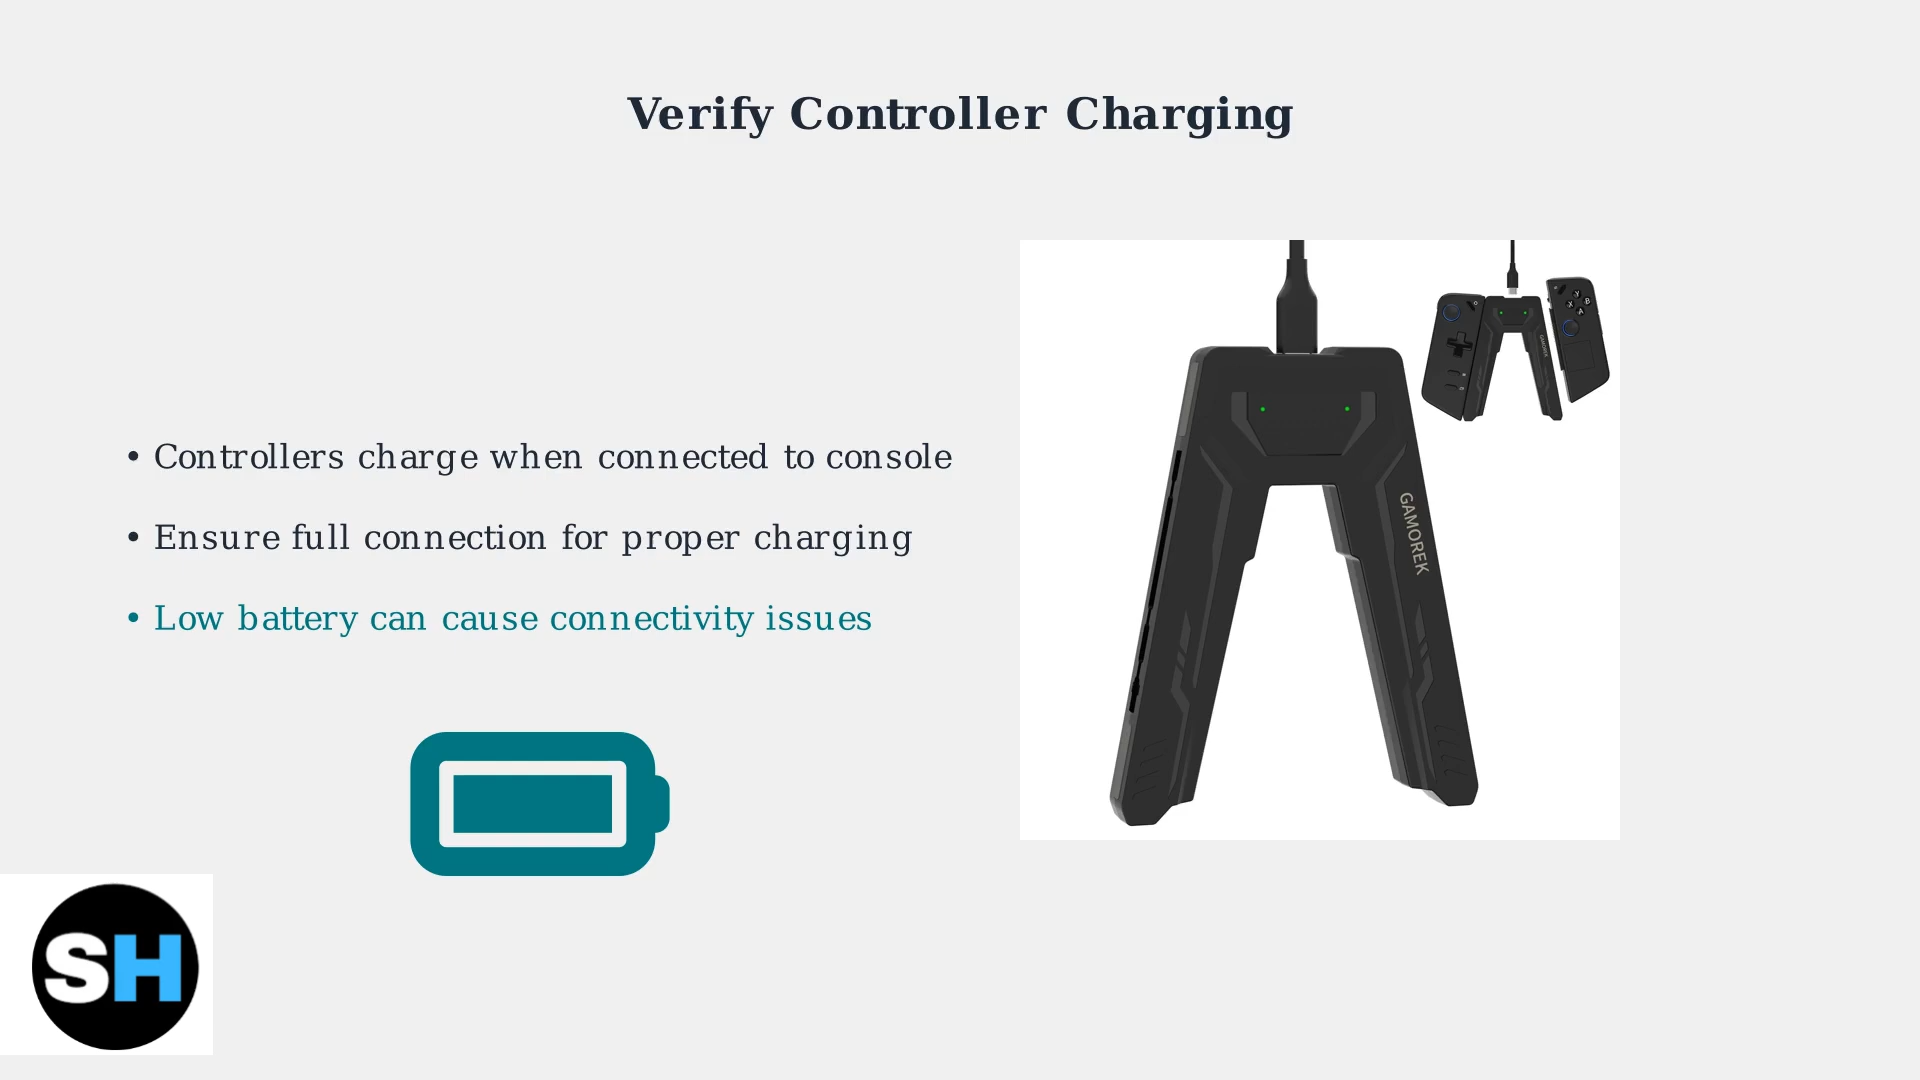 Verify Controller Charging
• Controllers charge when connected to console
• Ensure full connection for proper charging
• Low battery can cause connectivity issues
GAMOREK
Y
X B
A
GAMOREK
SH